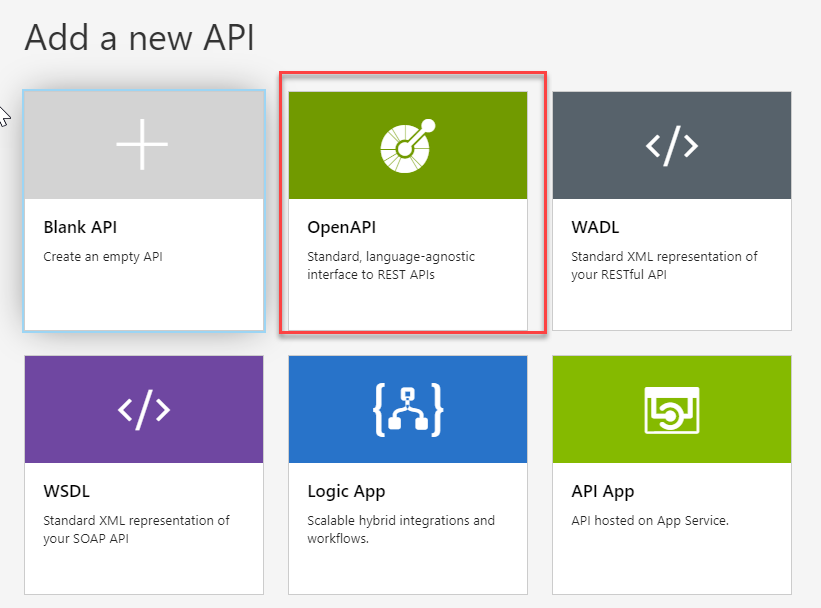 Add a new API
Blank API
Create an empty API
OpenAPI
Standard, language-agnostic
interface to REST APIs
WADL
Standard XML representation of
your RESTful API
WSDL
Standard XML representation of
your SOAP API
Logic App
Scalable hybrid integrations and
workflows.
API App
API hosted on App Service.